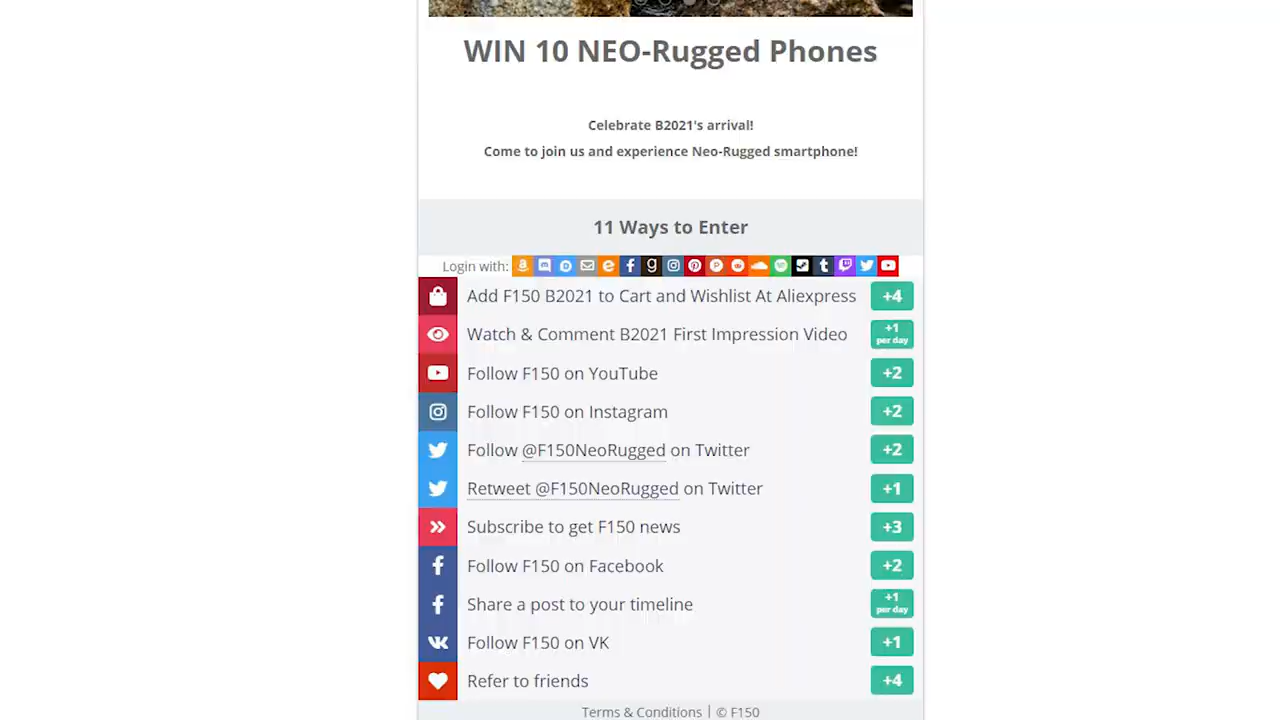 WIN 10 NEO-Rugged Phones
Celebrate B2021's arrival!
Come to join us and experience Neo-Rugged smartphone!
11 Ways to Enter
Login with:
Add F150 B2021 to Cart and Wishlist At Aliexpress +4
Watch & Comment B2021 First Impression Video +1 per day
Follow F150 on YouTube +2
Follow F150 on Instagram +2
Follow @F150NeoRugged on Twitter +2
Retweet @F150NeoRugged on Twitter +1
Subscribe to get F150 news +3
Follow F150 on Facebook +2
Share a post to your timeline +1 per day
Follow F150 on VK +1
Refer to friends +4
Terms & Conditions | © F150